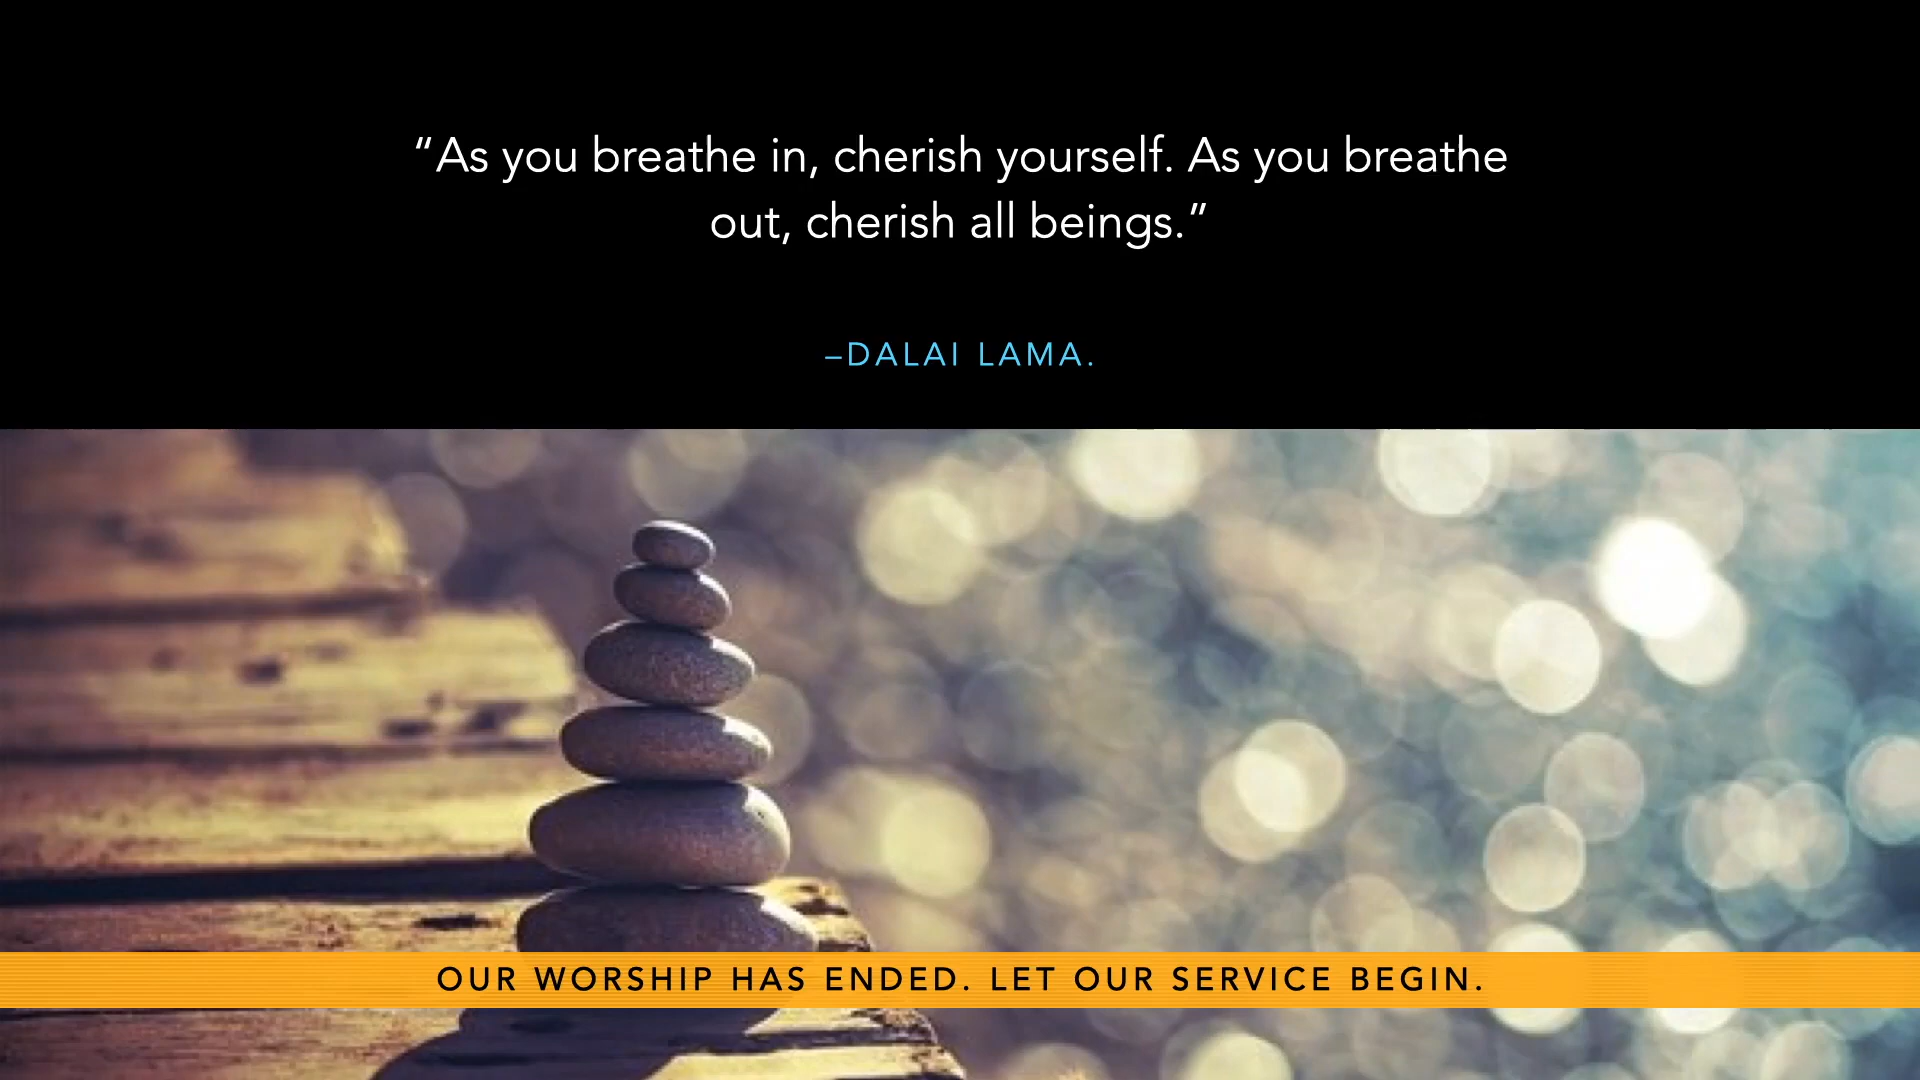 “As you breathe in, cherish yourself. As you breathe
out, cherish all beings.”
–DALAI LAMA.
OUR WORSHIP HAS ENDED. LET OUR SERVICE BEGIN.